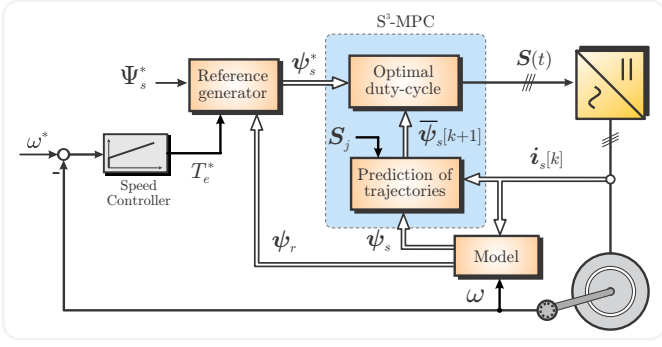 S³-MPC
Ψ*ₛ
Reference generator
ψ*ₛ
Optimal duty-cycle
S(t)
ω*
-
Speed Controller
T*ₑ
Sⱼ
ψ̅ₛ[k+1]
Prediction of trajectories
iₛ[k]
ψᵣ
ψₛ
Model
ω